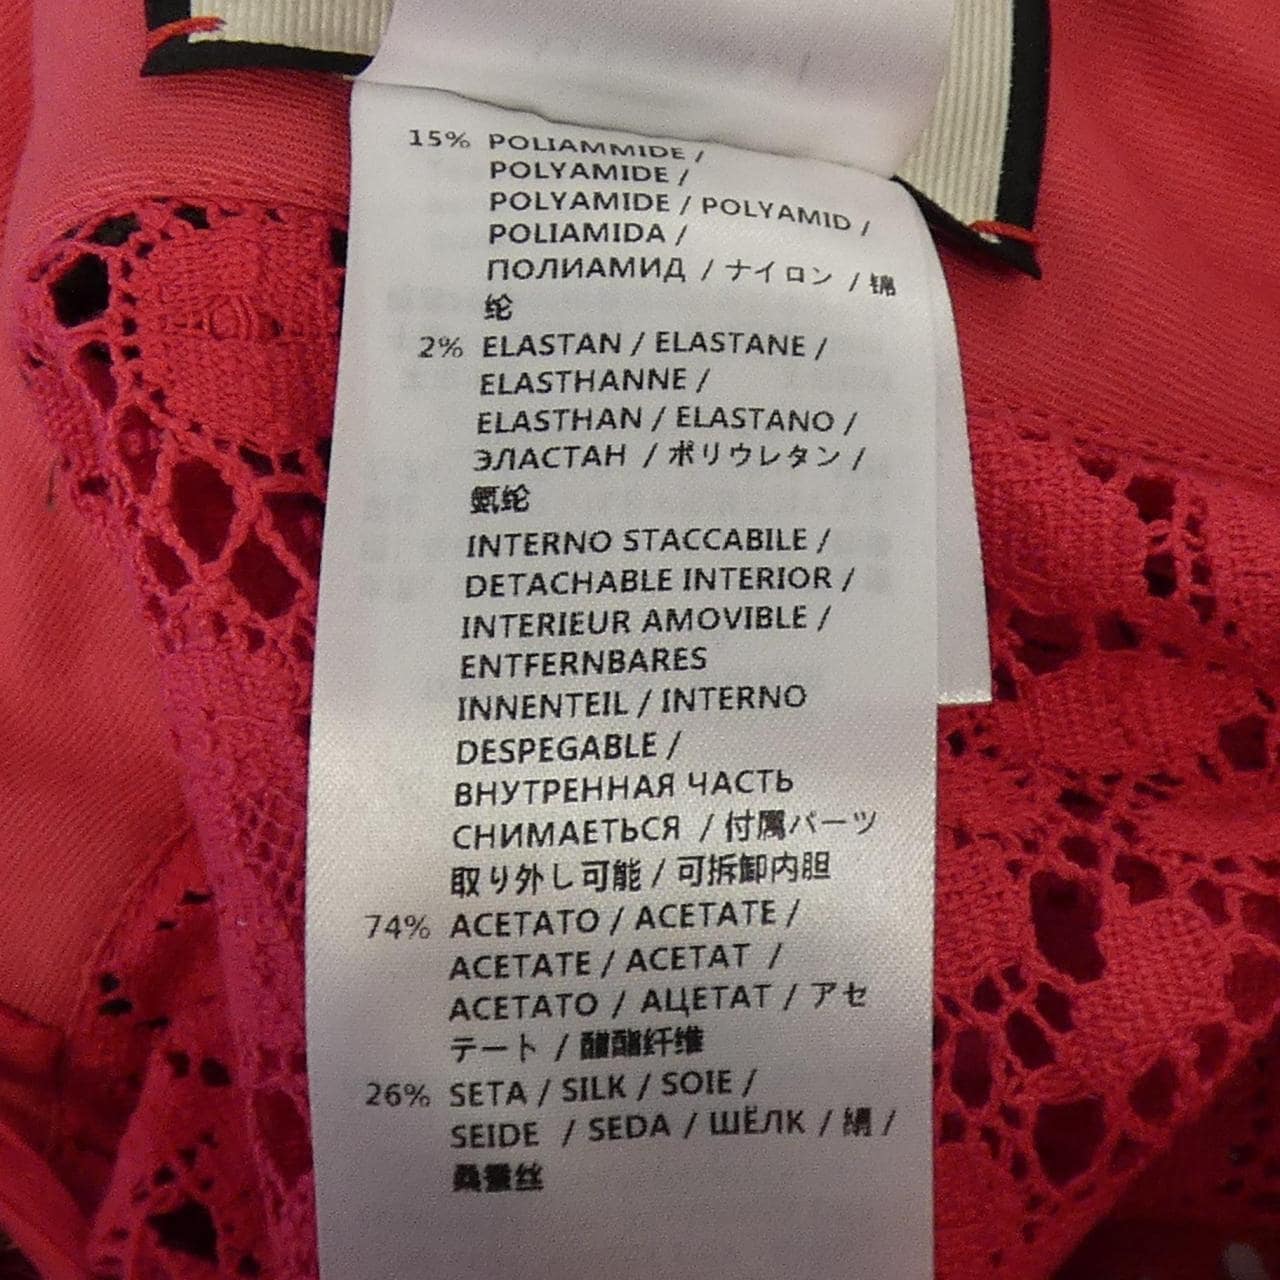 15% POLIAMMIDE /
POLYAMIDE /
POLYAMIDE / POLYAMID /
POLIAMIDA /
ПОЛИАМИД / ナイロン / 锦
纶
2% ELASTAN / ELASTANE /
ELASTHANNE /
ELASTHAN / ELASTANO /
ЭЛАСТАН / ポリウレタン /
氨纶
INTERNO STACCABILE /
DETACHABLE INTERIOR /
INTERIEUR AMOVIBLE /
ENTFERNBARES
INNENTEIL / INTERNO
DESPEGABLE /
ВНУТРЕННАЯ ЧАСТЬ
СНИМАЕТЬСЯ / 付属パーツ
取り外し可能 / 可拆卸内胆
74% ACETATO / ACETATE /
ACETATE / ACETAT /
ACETATO / АЦЕТАТ / アセ
テート / 醋酯纤维
26% SETA / SILK / SOIE /
SEIDE / SEDA / ШЁЛК / 絹 /
桑蚕丝